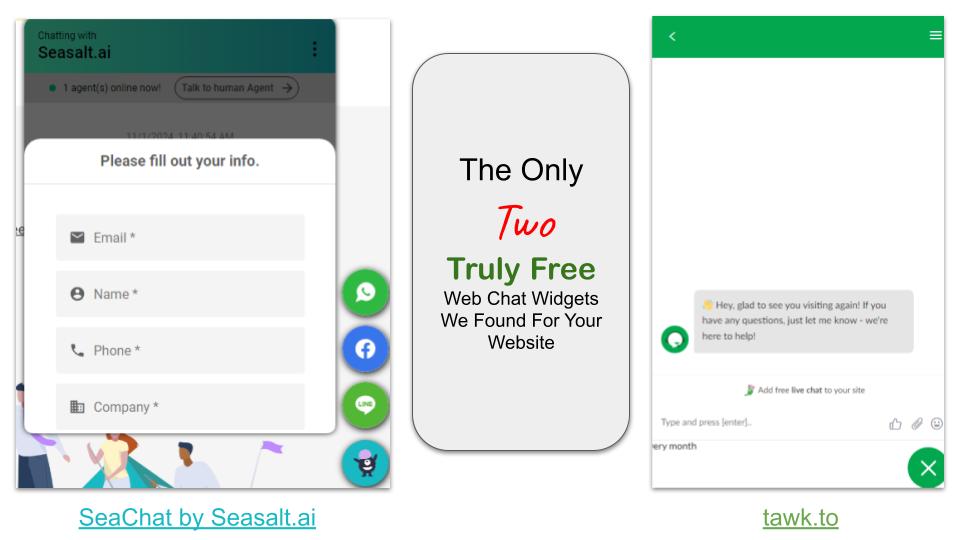 Chatting with
Seasalt.ai
1 agent(s) online now!
Talk to human Agent
11/1/2024, 11:40:54 AM
Please fill out your info.
Email *
Name *
Phone *
Company *
LINE
SeaChat by Seasalt.ai
The Only
Two
Truly Free
Web Chat Widgets
We Found For Your
Website
Hey, glad to see you visiting again! If you
have any questions, just let me know - we're
here to help!
Add free live chat to your site
Type and press [enter]..
very month
tawk.to